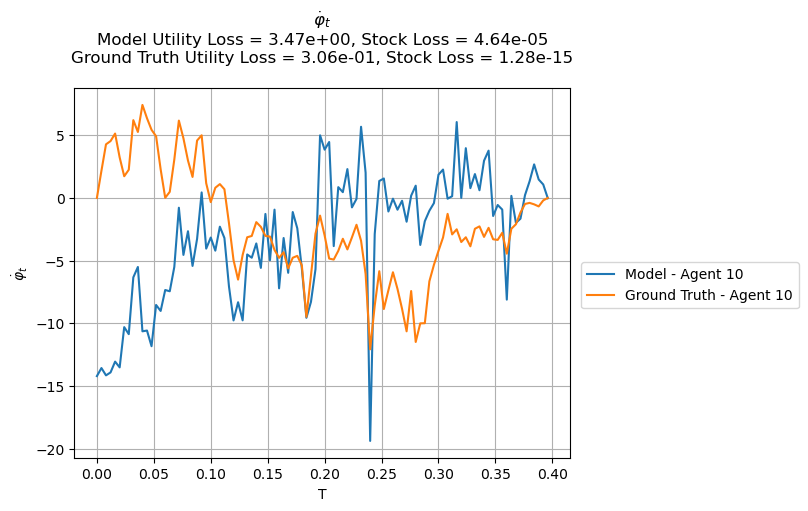 φ̇ₜ
Model Utility Loss = 3.47e+00, Stock Loss = 4.64e-05
Ground Truth Utility Loss = 3.06e-01, Stock Loss = 1.28e-15
5
0
−5
−10
−15
−20
φ̇ₜ
0.00 0.05 0.10 0.15 0.20 0.25 0.30 0.35 0.40
T
Model - Agent 10
Ground Truth - Agent 10